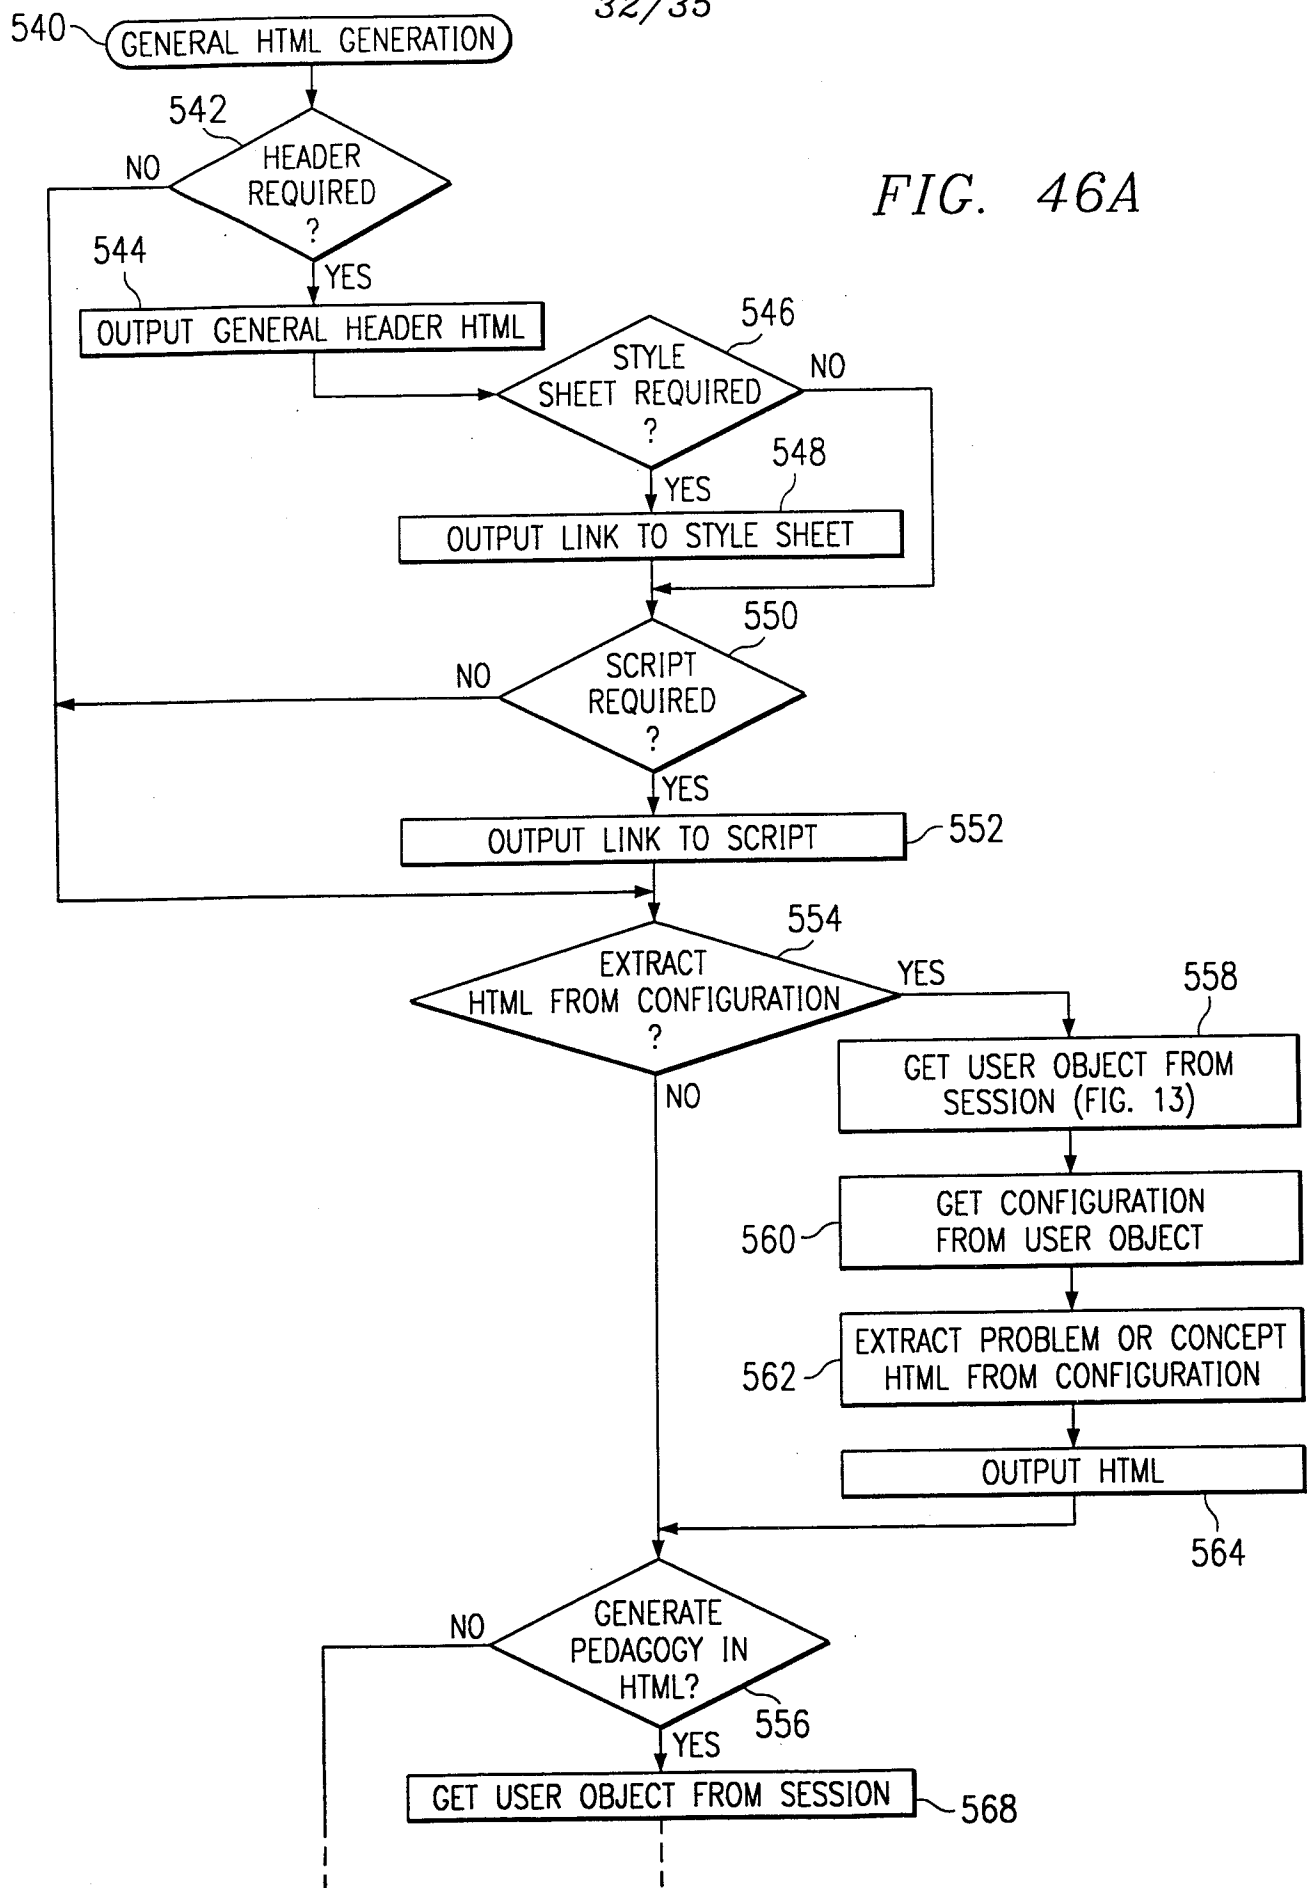 32/35
540
GENERAL HTML GENERATION
542
HEADER
REQUIRED
?
NO
FIG. 46A
544
YES
OUTPUT GENERAL HEADER HTML
546
STYLE
SHEET REQUIRED
?
NO
548
YES
OUTPUT LINK TO STYLE SHEET
550
SCRIPT
REQUIRED
?
NO
YES
OUTPUT LINK TO SCRIPT
552
554
EXTRACT
HTML FROM CONFIGURATION
?
YES
NO
558
GET USER OBJECT FROM
SESSION (FIG. 13)
GET CONFIGURATION
FROM USER OBJECT
560
EXTRACT PROBLEM OR CONCEPT
HTML FROM CONFIGURATION
562
OUTPUT HTML
564
GENERATE
PEDAGOGY IN
HTML?
NO
556
YES
GET USER OBJECT FROM SESSION
568